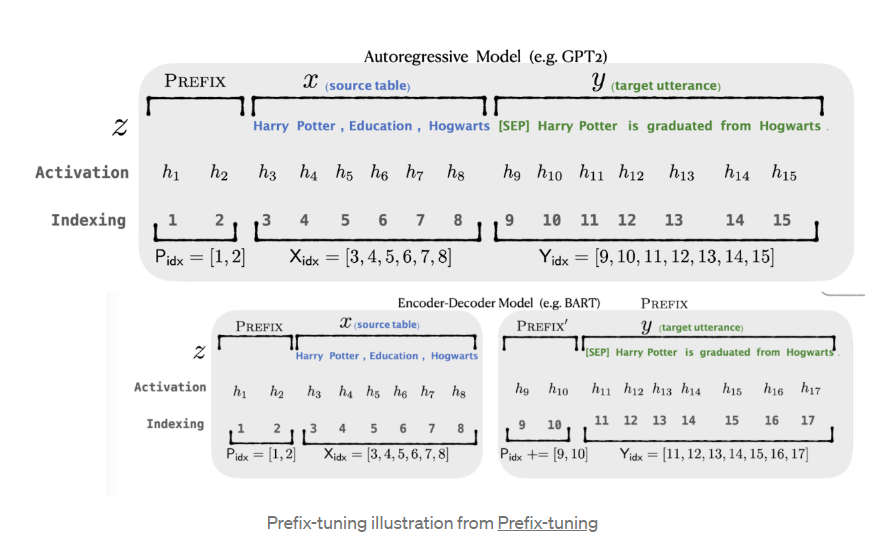 Autoregressive Model (e.g. GPT2)
PREFIX x (source table) y (target utterance)
z Harry Potter , Education , Hogwarts [SEP] Harry Potter is graduated from Hogwarts .
Activation h1 h2 h3 h4 h5 h6 h7 h8 h9 h10 h11 h12 h13 h14 h15
Indexing 1 2 3 4 5 6 7 8 9 10 11 12 13 14 15
Pidx = [1, 2] Xidx = [3, 4, 5, 6, 7, 8] Yidx = [9, 10, 11, 12, 13, 14, 15]
Encoder-Decoder Model (e.g. BART) PREFIX
PREFIX x (source table) PREFIX′ y (target utterance)
z Harry Potter , Education , Hogwarts [SEP] Harry Potter is graduated from Hogwarts .
Activation h1 h2 h3 h4 h5 h6 h7 h8 h9 h10 h11 h12 h13 h14 h15 h16 h17
Indexing 1 2 3 4 5 6 7 8 9 10 11 12 13 14 15 16 17
Pidx = [1, 2] Xidx = [3, 4, 5, 6, 7, 8] Pidx += [9, 10] Yidx = [11, 12, 13, 14, 15, 16, 17]
Prefix-tuning illustration from Prefix-tuning